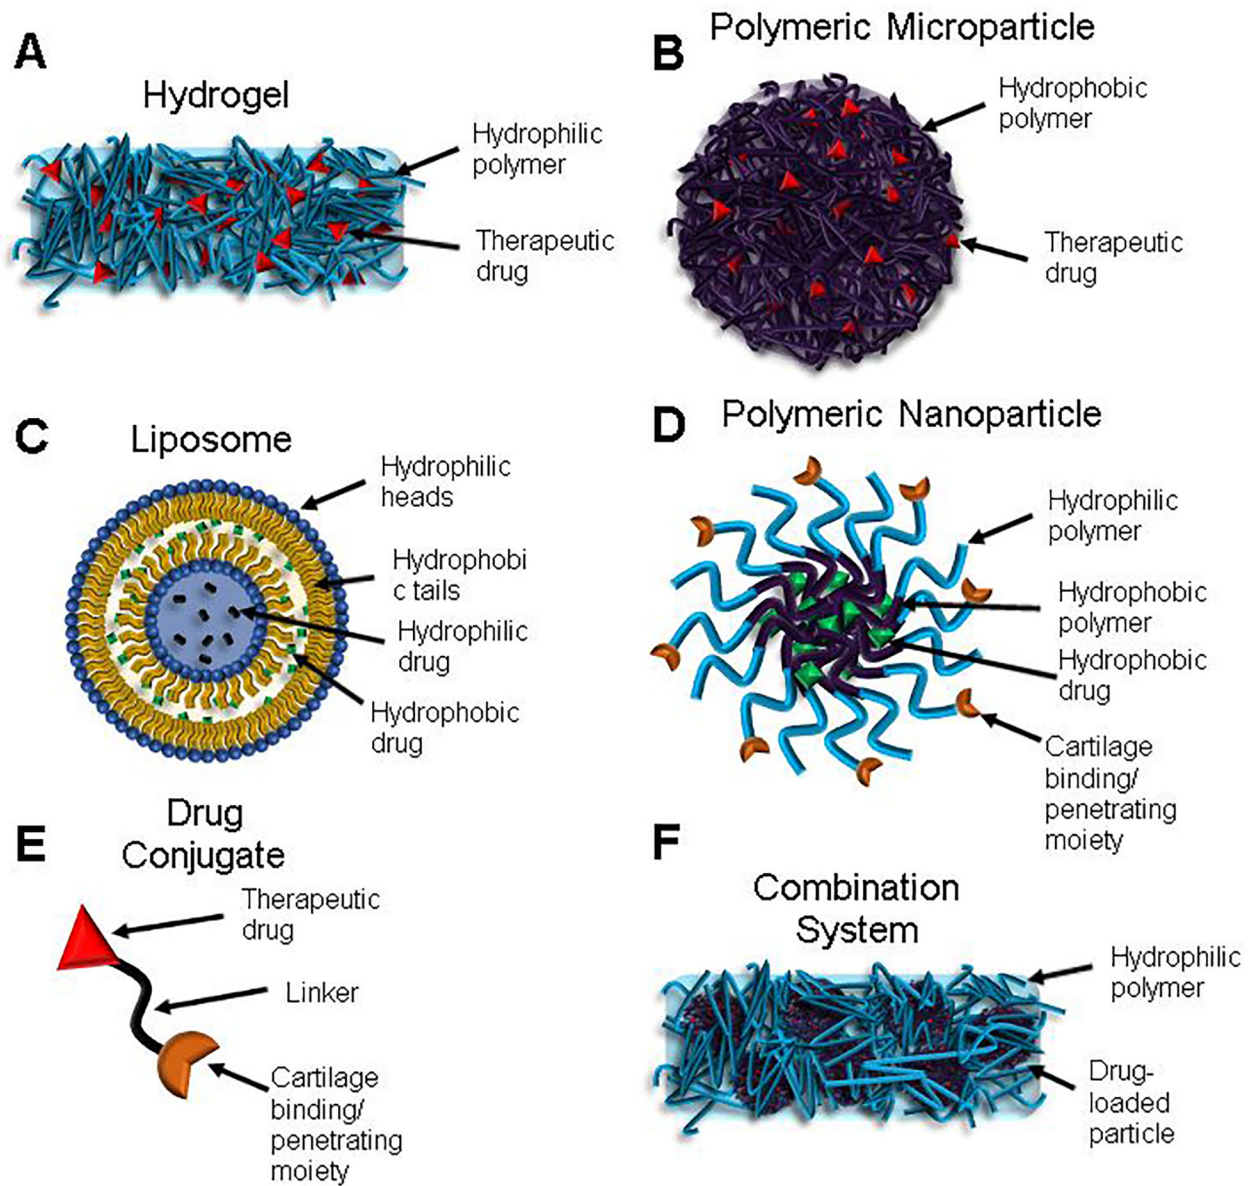 A
Hydrogel
Hydrophilic
polymer
Therapeutic
drug
B
Polymeric Microparticle
Hydrophobic
polymer
Therapeutic
drug
C
Liposome
Hydrophilic
heads
Hydrophobi
c tails
Hydrophilic
drug
Hydrophobic
drug
D
Polymeric Nanoparticle
Hydrophilic
polymer
Hydrophobic
polymer
Hydrophobic
drug
Cartilage
binding/
penetrating
moiety
E
Drug
Conjugate
Therapeutic
drug
Linker
Cartilage
binding/
penetrating
moiety
F
Combination
System
Hydrophilic
polymer
Drug-
loaded
particle